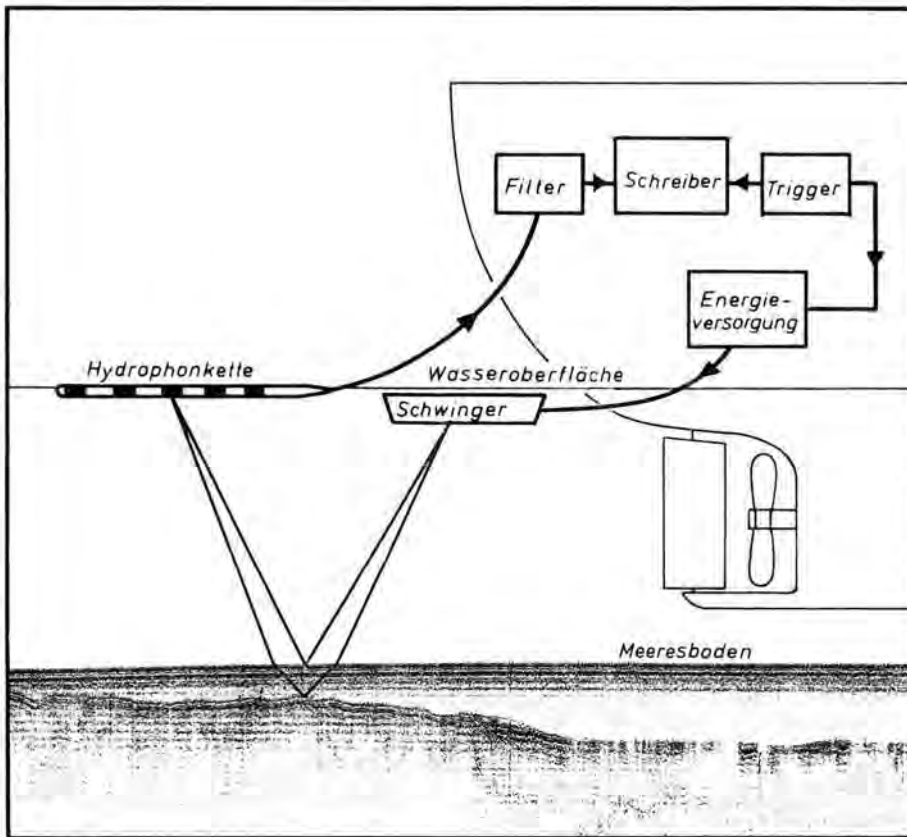 Filter
Schreiber
Trigger
Energie-
versorgung
Hydrophonkette
Wasseroberfläche
Schwinger
Meeresboden